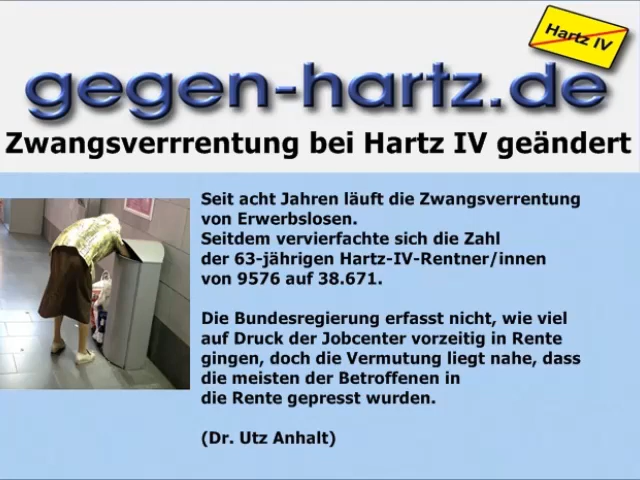 Hartz IV
gegen-hartz.de
Zwangsverrrentung bei Hartz IV geändert
Seit acht Jahren läuft die Zwangsverrentung
von Erwerbslosen.
Seitdem vervierfachte sich die Zahl
der 63-jährigen Hartz-IV-Rentner/innen
von 9576 auf 38.671.
Die Bundesregierung erfasst nicht, wie viel
auf Druck der Jobcenter vorzeitig in Rente
gingen, doch die Vermutung liegt nahe, dass
die meisten der Betroffenen in
die Rente gepresst wurden.
(Dr. Utz Anhalt)